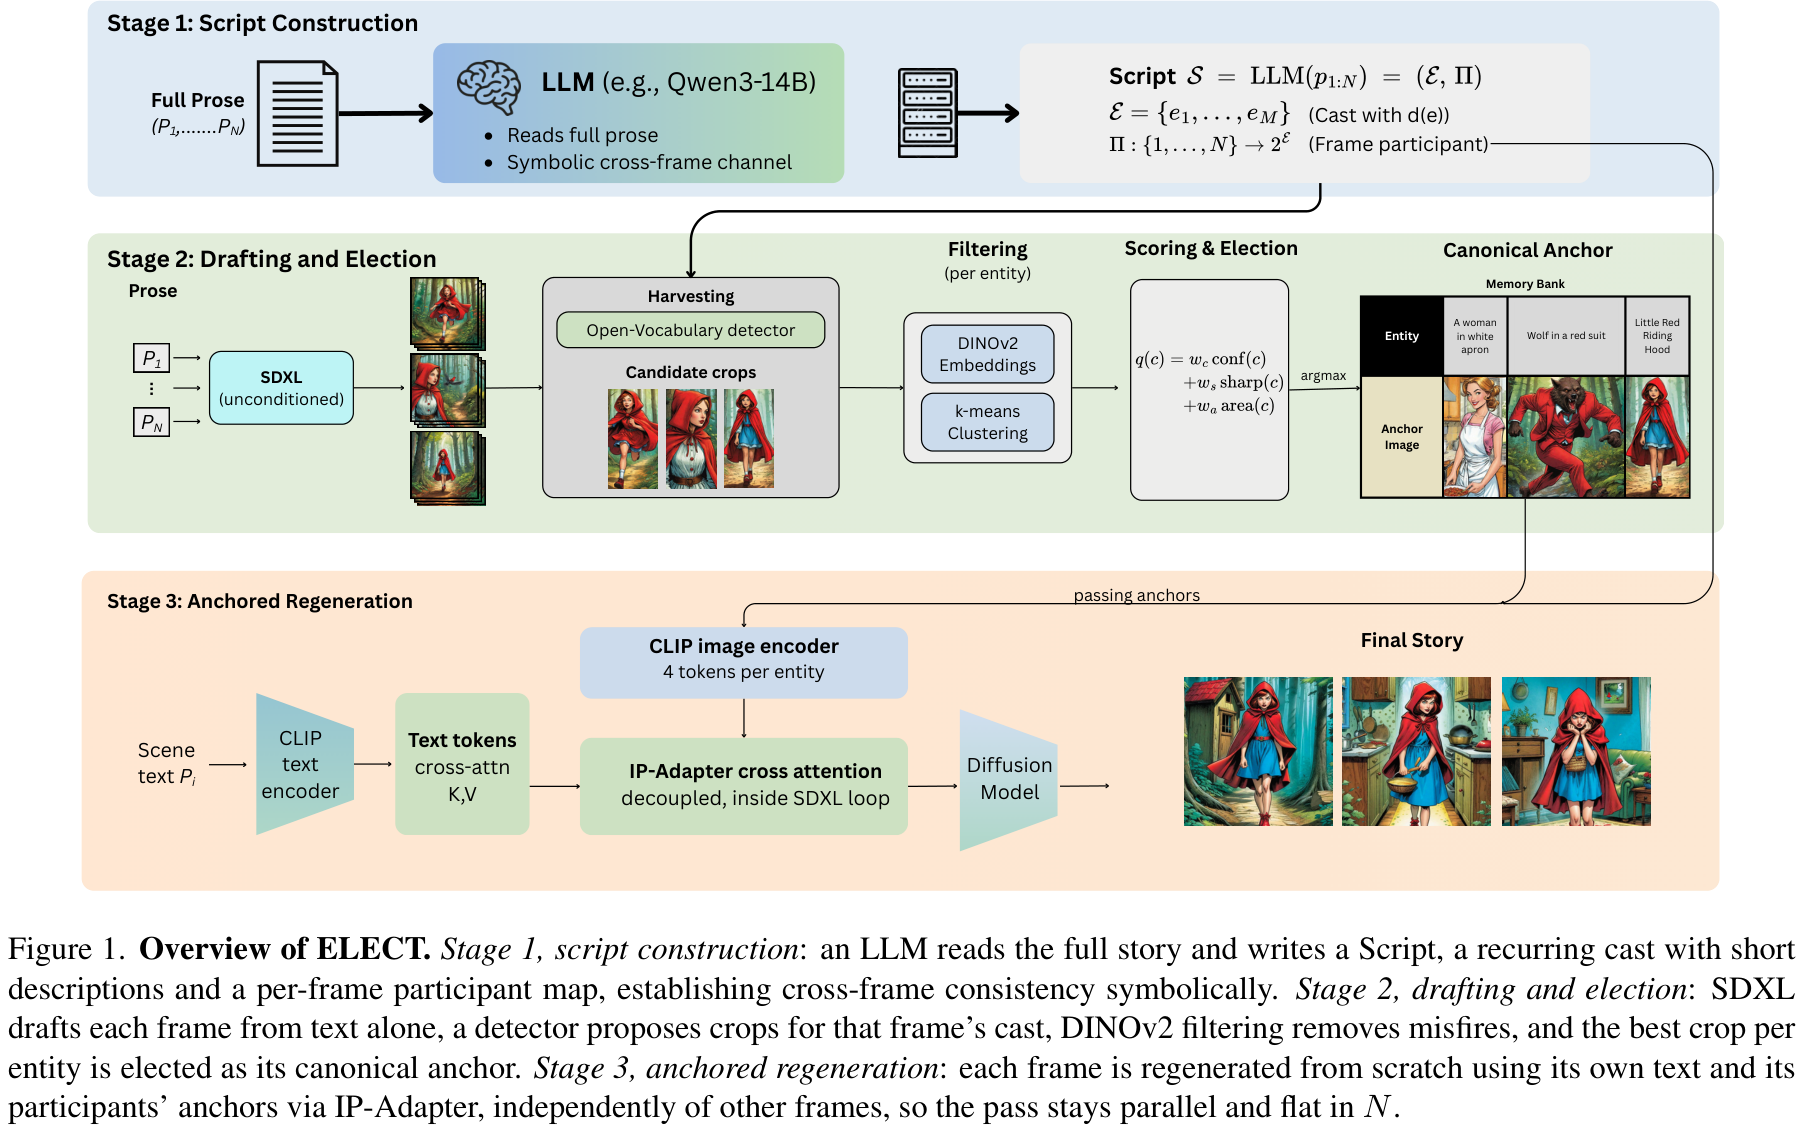 Stage 1: Script Construction
Full Prose
(P₁,.......P_N)
LLM (e.g., Qwen3-14B)
• Reads full prose
• Symbolic cross-frame channel
Script 𝒮 = LLM(p_{1:N}) = (ℰ, Π)
ℰ = {e₁, . . . , e_M} (Cast with d(e))
Π : {1, . . . , N} → 2^ℰ (Frame participant)
Stage 2: Drafting and Election
Prose
P₁
⋮
P_N
SDXL
(unconditioned)
Harvesting
Open-Vocabulary detector
Candidate crops
Filtering
(per entity)
DINOv2
Embeddings
k-means
Clustering
Scoring & Election
q(c) = w_c conf(c)
+w_s sharp(c)
+w_a area(c)
argmax
Canonical Anchor
Memory Bank
Entity
A woman
in white
apron
Wolf in a red suit
Little Red
Riding
Hood
Anchor
Image
Stage 3: Anchored Regeneration
passing anchors
CLIP image encoder
4 tokens per entity
Scene
text P_i
CLIP
text
encoder
Text tokens
cross-attn
K,V
IP-Adapter cross attention
decoupled, inside SDXL loop
Diffusion
Model
Final Story
Figure 1. Overview of ELECT. Stage 1, script construction: an LLM reads the full story and writes a Script, a recurring cast with short
descriptions and a per-frame participant map, establishing cross-frame consistency symbolically. Stage 2, drafting and election: SDXL
drafts each frame from text alone, a detector proposes crops for that frame's cast, DINOv2 filtering removes misfires, and the best crop per
entity is elected as its canonical anchor. Stage 3, anchored regeneration: each frame is regenerated from scratch using its own text and its
participants' anchors via IP-Adapter, independently of other frames, so the pass stays parallel and flat in N.